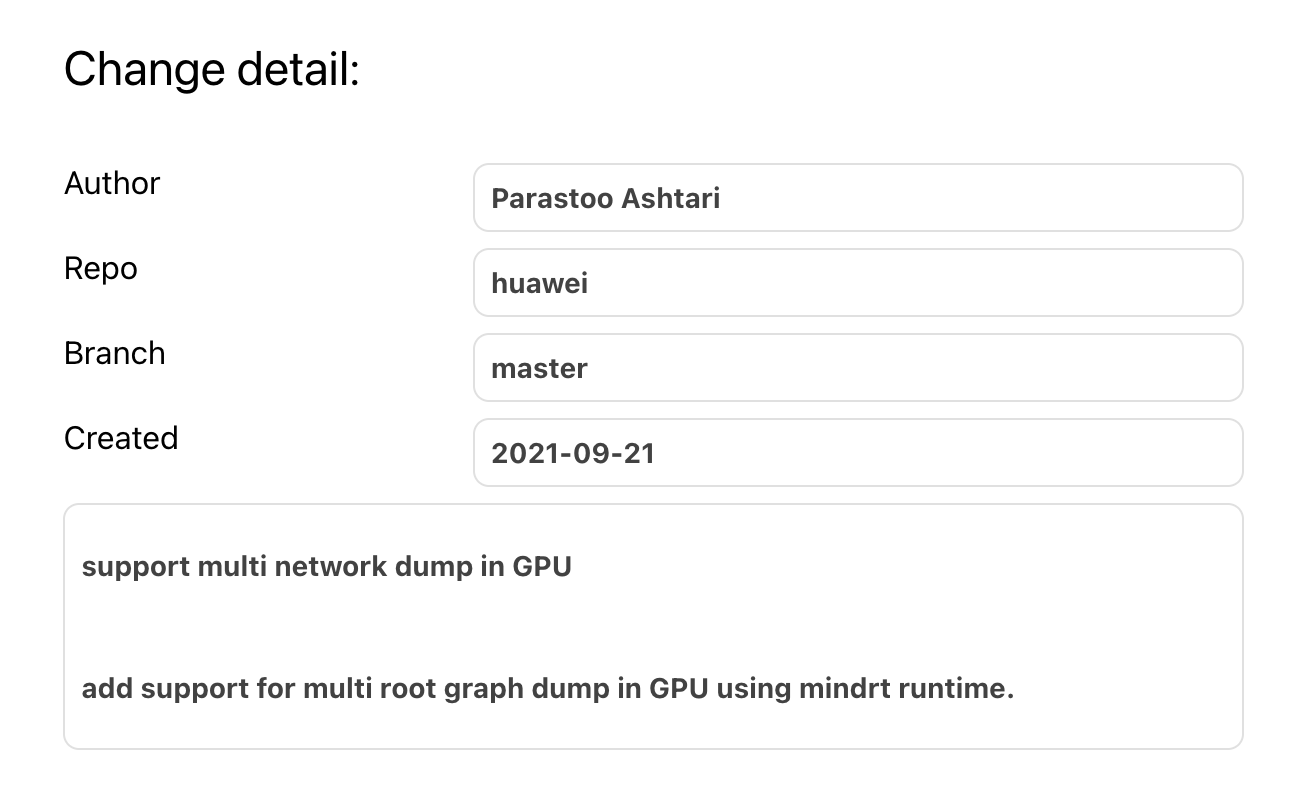 Change detail:
Author
Parastoo Ashtari
Repo
huawei
Branch
master
Created
2021-09-21
support multi network dump in GPU
add support for multi root graph dump in GPU using mindrt runtime.